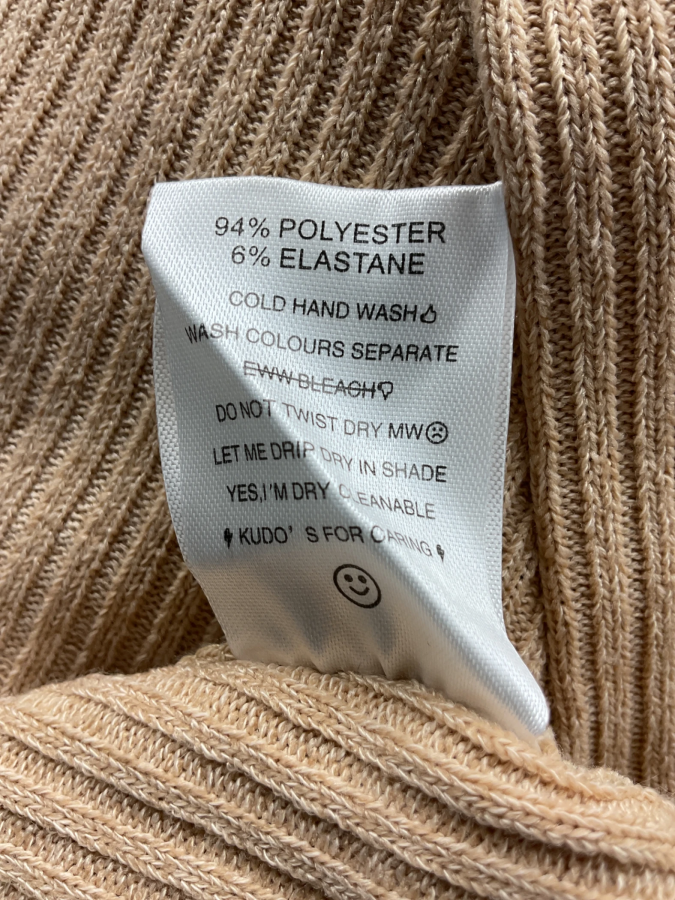 94% POLYESTER
6% ELASTANE
COLD HAND WASH
WASH COLOURS SEPARATE
EWW BLEACH
DO NOT TWIST DRY MW
LET ME DRIP DRY IN SHADE
YES,I'M DRY CLEANABLE
KUDO'S FOR CARING